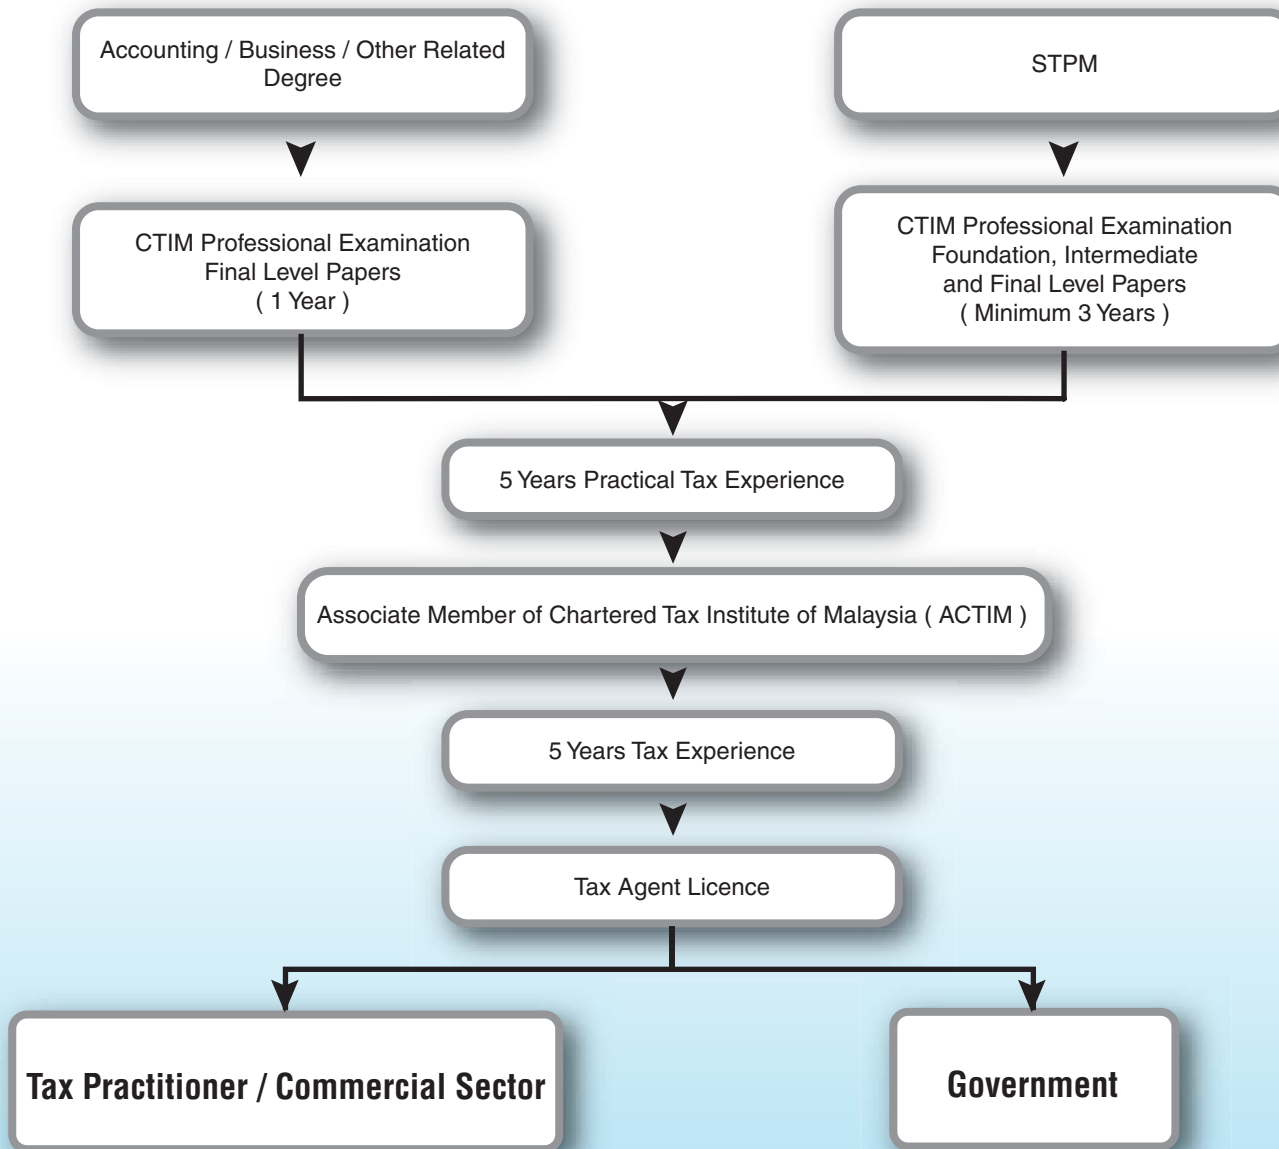 Accounting / Business / Other Related
Degree
STPM
CTIM Professional Examination
Final Level Papers
( 1 Year )
CTIM Professional Examination
Foundation, Intermediate
and Final Level Papers
( Minimum 3 Years )
5 Years Practical Tax Experience
Associate Member of Chartered Tax Institute of Malaysia ( ACTIM )
5 Years Tax Experience
Tax Agent Licence
Tax Practitioner / Commercial Sector
Government